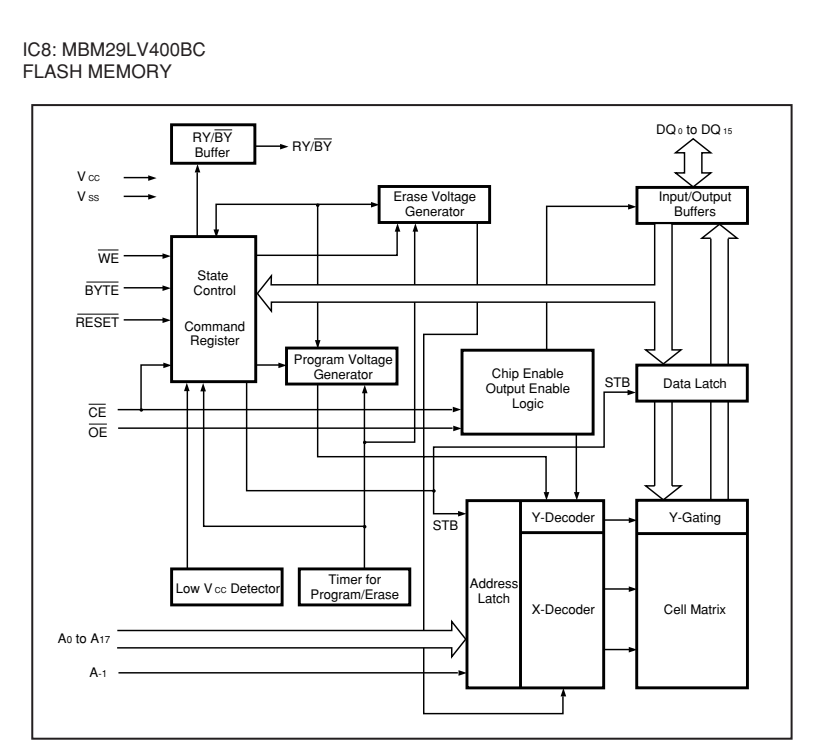 IC8: MBM29LV400BC
FLASH MEMORY
RY/BY
Buffer
RY/BY
DQ0 to DQ15
VCC
VSS
Erase Voltage
Generator
Input/Output
Buffers
WE
BYTE
RESET
State
Control
Command
Register
Program Voltage
Generator
Chip Enable
Output Enable
Logic
STB
Data Latch
CE
OE
STB
Y-Decoder
Y-Gating
Low VCC Detector
Timer for
Program/Erase
Address
Latch
X-Decoder
Cell Matrix
A0 to A17
A-1